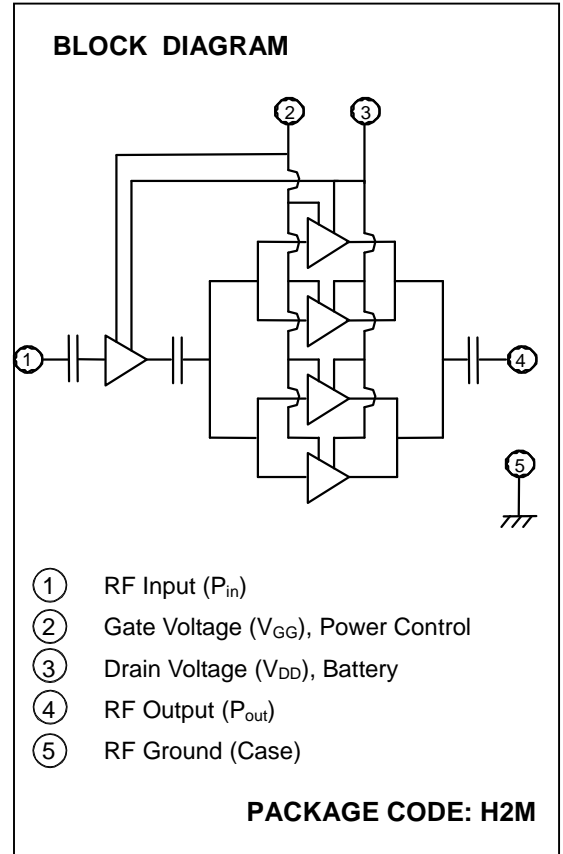 BLOCK DIAGRAM
2 3
1 4
5
1 RF Input (Pin)
2 Gate Voltage (VGG), Power Control
3 Drain Voltage (VDD), Battery
4 RF Output (Pout)
5 RF Ground (Case)
PACKAGE CODE: H2M